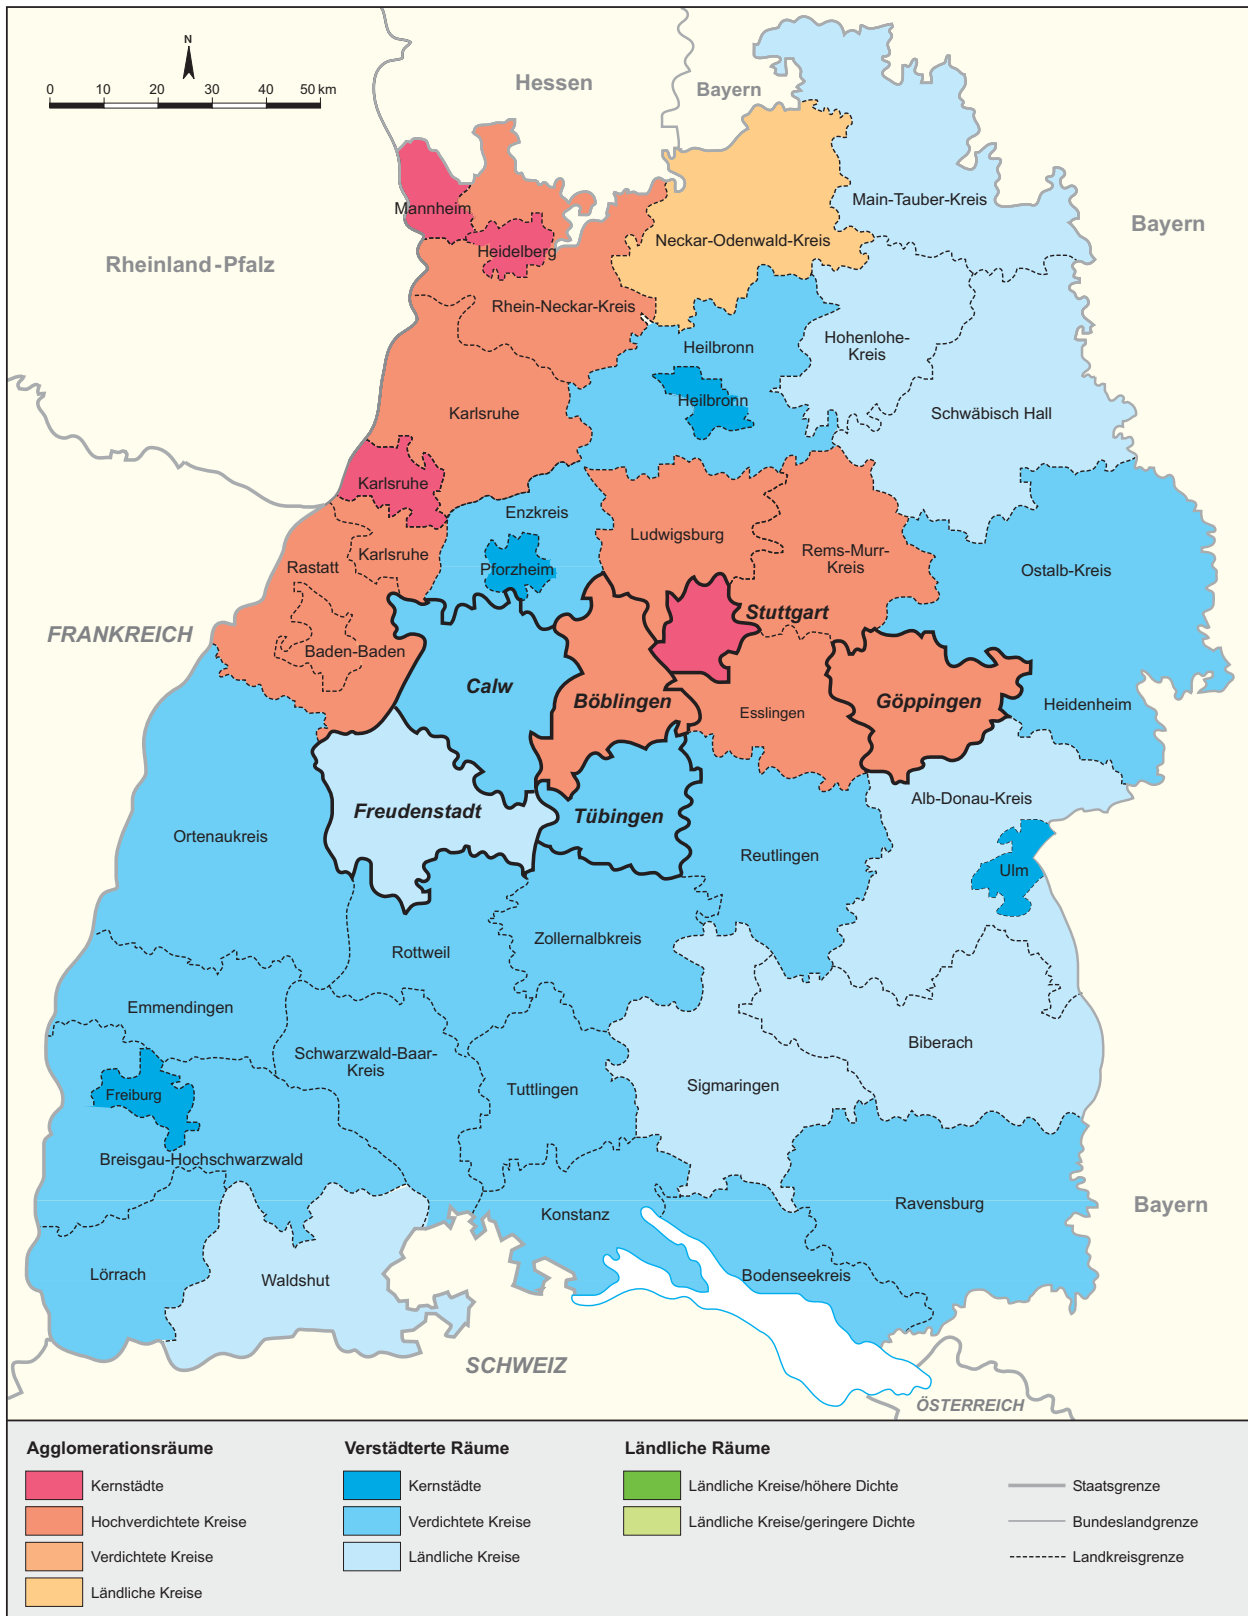 N
0 10 20 30 40 50 km
Hessen
Bayern
Mannheim
Main-Tauber-Kreis
Bayern
Heidelberg
Neckar-Odenwald-Kreis
Rheinland-Pfalz
Rhein-Neckar-Kreis
Heilbronn
Hohenlohe-
Kreis
Heilbronn
Karlsruhe
Schwäbisch Hall
Karlsruhe
Enzkreis
Ludwigsburg
Rems-Murr-
Kreis
Karlsruhe
Rastatt
Pforzheim
Ostalb-Kreis
Stuttgart
FRANKREICH
Baden-Baden
Calw
Böblingen
Esslingen
Göppingen
Heidenheim
Alb-Donau-Kreis
Freudenstadt
Tübingen
Ortenaukreis
Reutlingen
Ulm
Rottweil
Zollernalbkreis
Emmendingen
Schwarzwald-Baar-
Kreis
Biberach
Freiburg
Tuttlingen
Sigmaringen
Breisgau-Hochschwarzwald
Ravensburg
Bayern
Konstanz
Lörrach
Waldshut
Bodenseekreis
SCHWEIZ
ÖSTERREICH
Agglomerationsräume
Kernstädte
Hochverdichtete Kreise
Verdichtete Kreise
Ländliche Kreise
Verstädterte Räume
Kernstädte
Verdichtete Kreise
Ländliche Kreise
Ländliche Räume
Ländliche Kreise/höhere Dichte
Ländliche Kreise/geringere Dichte
Staatsgrenze
Bundeslandgrenze
Landkreisgrenze